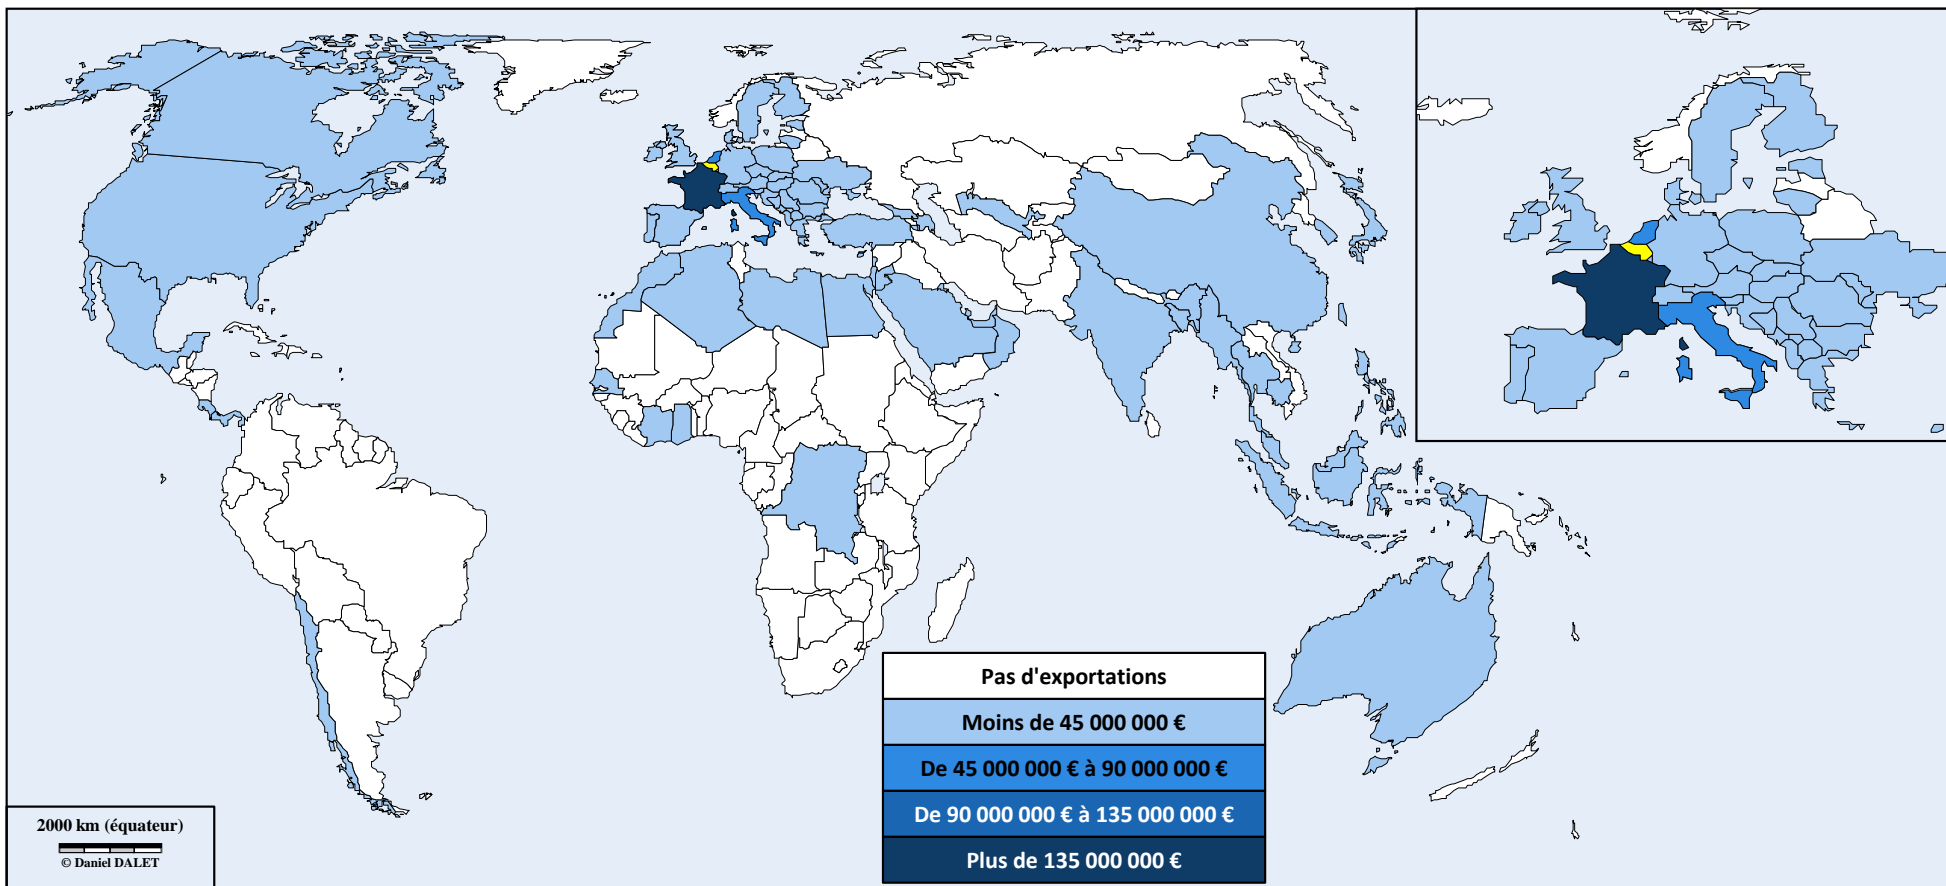 Pas d'exportations
Moins de 45 000 000 €
De 45 000 000 € à 90 000 000 €
De 90 000 000 € à 135 000 000 €
Plus de 135 000 000 €
2000 km (équateur)
© Daniel DALET